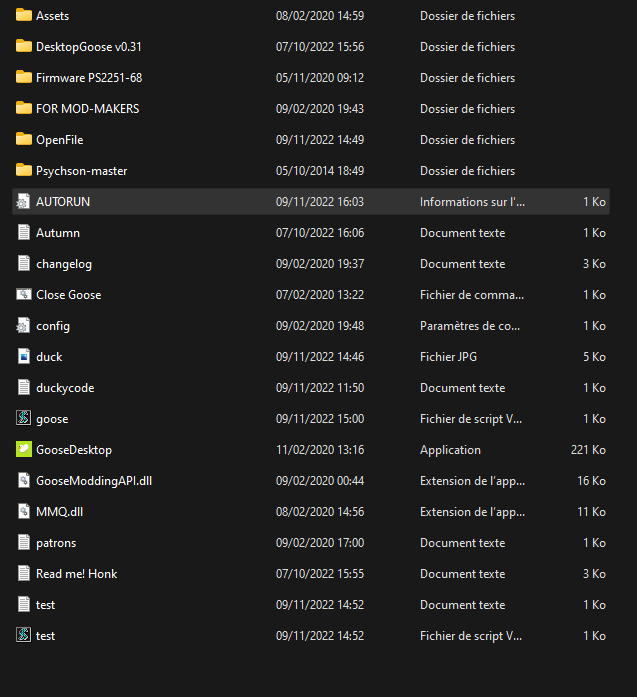 Assets 08/02/2020 14:59 Dossier de fichiers
DesktopGoose v0.31 07/10/2022 15:56 Dossier de fichiers
Firmware PS2251-68 05/11/2020 09:12 Dossier de fichiers
FOR MOD-MAKERS 09/02/2020 19:43 Dossier de fichiers
OpenFile 09/11/2022 14:49 Dossier de fichiers
Psychson-master 05/10/2014 18:49 Dossier de fichiers
AUTORUN 09/11/2022 16:03 Informations sur l'... 1 Ko
Autumn 07/10/2022 16:06 Document texte 1 Ko
changelog 09/02/2020 19:37 Document texte 3 Ko
Close Goose 07/02/2020 13:22 Fichier de comma... 1 Ko
config 09/02/2020 19:48 Paramètres de co... 1 Ko
duck 09/11/2022 14:46 Fichier JPG 5 Ko
duckycode 09/11/2022 11:50 Document texte 1 Ko
goose 09/11/2022 15:00 Fichier de script V... 1 Ko
GooseDesktop 11/02/2020 13:16 Application 221 Ko
GooseModdingAPI.dll 09/02/2020 00:44 Extension de l'app... 16 Ko
MMQ.dll 08/02/2020 14:56 Extension de l'app... 11 Ko
patrons 09/02/2020 17:00 Document texte 1 Ko
Read me! Honk 07/10/2022 15:55 Document texte 3 Ko
test 09/11/2022 14:52 Document texte 1 Ko
test 09/11/2022 14:52 Fichier de script V... 1 Ko